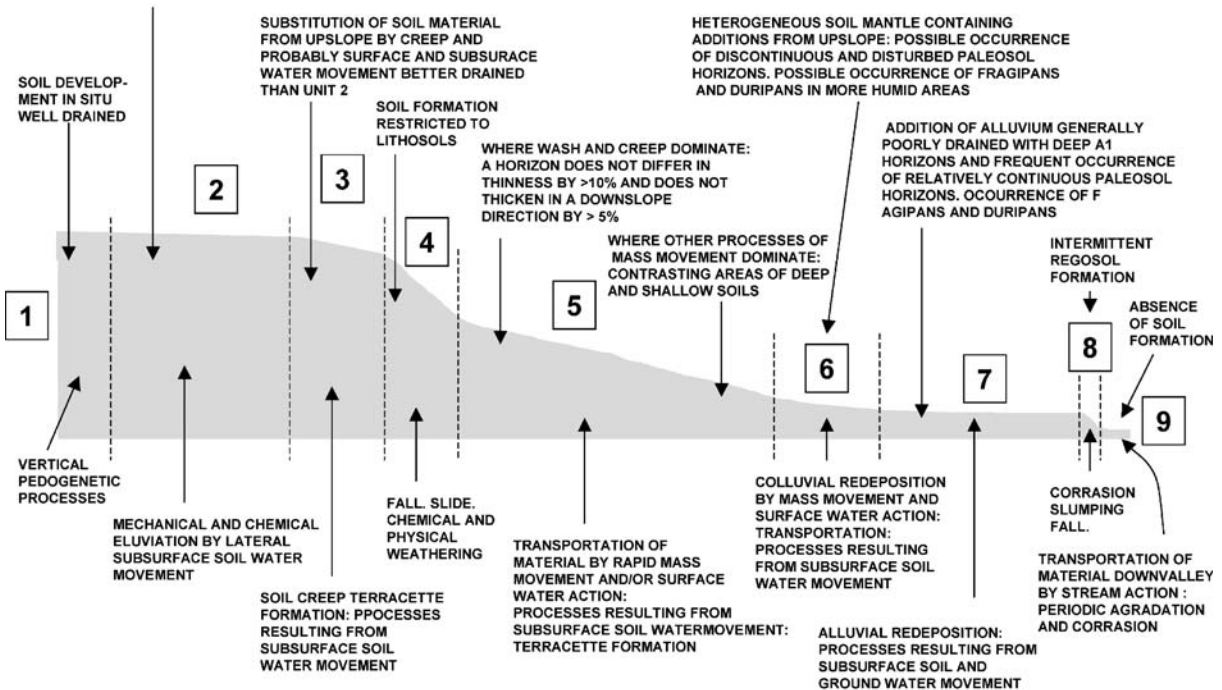 SOIL DEVELOP-
MENT IN SITU
WELL DRAINED
SUBSTITUTION OF SOIL MATERIAL
FROM UPSLOPE BY CREEP AND
PROBABLY SURFACE AND SUBSURACE
WATER MOVEMENT BETTER DRAINED
THAN UNIT 2
SOIL FORMATION
RESTRICTED TO
LITHOSOLS
WHERE WASH AND CREEP DOMINATE:
A HORIZON DOES NOT DIFFER IN
THINNESS BY >10% AND DOES NOT
THICKEN IN A DOWNSLOPE
DIRECTION BY > 5%
WHERE OTHER PROCESSES OF
MASS MOVEMENT DOMINATE:
CONTRASTING AREAS OF DEEP
AND SHALLOW SOILS
HETEROGENEOUS SOIL MANTLE CONTAINING
ADDITIONS FROM UPSLOPE: POSSIBLE OCCURRENCE
OF DISCONTINUOUS AND DISTURBED PALEOSOL
HORIZONS. POSSIBLE OCCURRENCE OF FRAGIPANS
AND DURIPANS IN MORE HUMID AREAS
ADDITION OF ALLUVIUM GENERALLY
POORLY DRAINED WITH DEEP A1
HORIZONS AND FREQUENT OCCURRENCE
OF RELATIVELY CONTINUOUS PALEOSOL
HORIZONS. OCOURRENCE OF F
AGIPANS AND DURIPANS
INTERMITTENT
REGOSOL
FORMATION
ABSENCE
OF SOIL
FORMATION
1
2
3
4
5
6
7
8
9
VERTICAL
PEDOGENETIC
PROCESSES
MECHANICAL AND CHEMICAL
ELUVIATION BY LATERAL
SUBSURFACE SOIL WATER
MOVEMENT
SOIL CREEP TERRACETTE
FORMATION: PPOCESSES
RESULTING FROM
SUBSURFACE SOIL
WATER MOVEMENT
FALL. SLIDE.
CHEMICAL AND
PHYSICAL
WEATHERING
TRANSPORTATION OF
MATERIAL BY RAPID MASS
MOVEMENT AND/OR SURFACE
WATER ACTION:
PROCESSES RESULTING FROM
SUBSURFACE SOIL WATERMOVEMENT:
TERRACETTE FORMATION
COLLUVIAL REDEPOSITION
BY MASS MOVEMENT AND
SURFACE WATER ACTION:
TRANSPORTATION:
PROCESSES RESULTING
FROM SUBSURFACE SOIL
WATER MOVEMENT
ALLUVIAL REDEPOSITION:
PROCESSES RESULTING FROM
SUBSURFACE SOIL AND
GROUND WATER MOVEMENT
CORRASION
SLUMPING
FALL.
TRANSPORTATION OF
MATERIAL DOWNVALLEY
BY STREAM ACTION :
PERIODIC AGRADATION
AND CORRASION